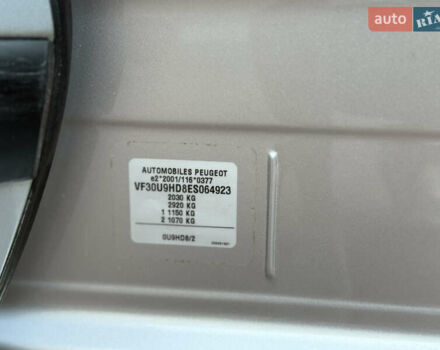 auto RIA
AUTOMOBILES PEUGEOT
e2*2001/116*0377
VF30U9HD8ES064923
2030 KG
2920 KG
1 1150 KG
2 1070 KG
0U9HD8/2